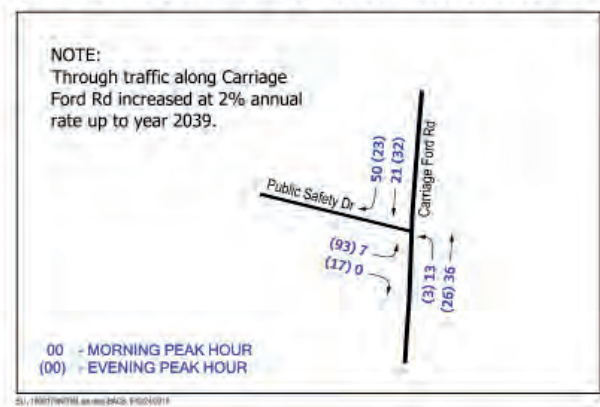 NOTE:
Through traffic along Carriage
Ford Rd increased at 2% annual
rate up to year 2039.
50 (23)
21 (32)
Carriage Ford Rd
Public Safety Dr
(93) 7
(17) 0
(3) 13
(26) 36
00 - MORNING PEAK HOUR
(00) - EVENING PEAK HOUR